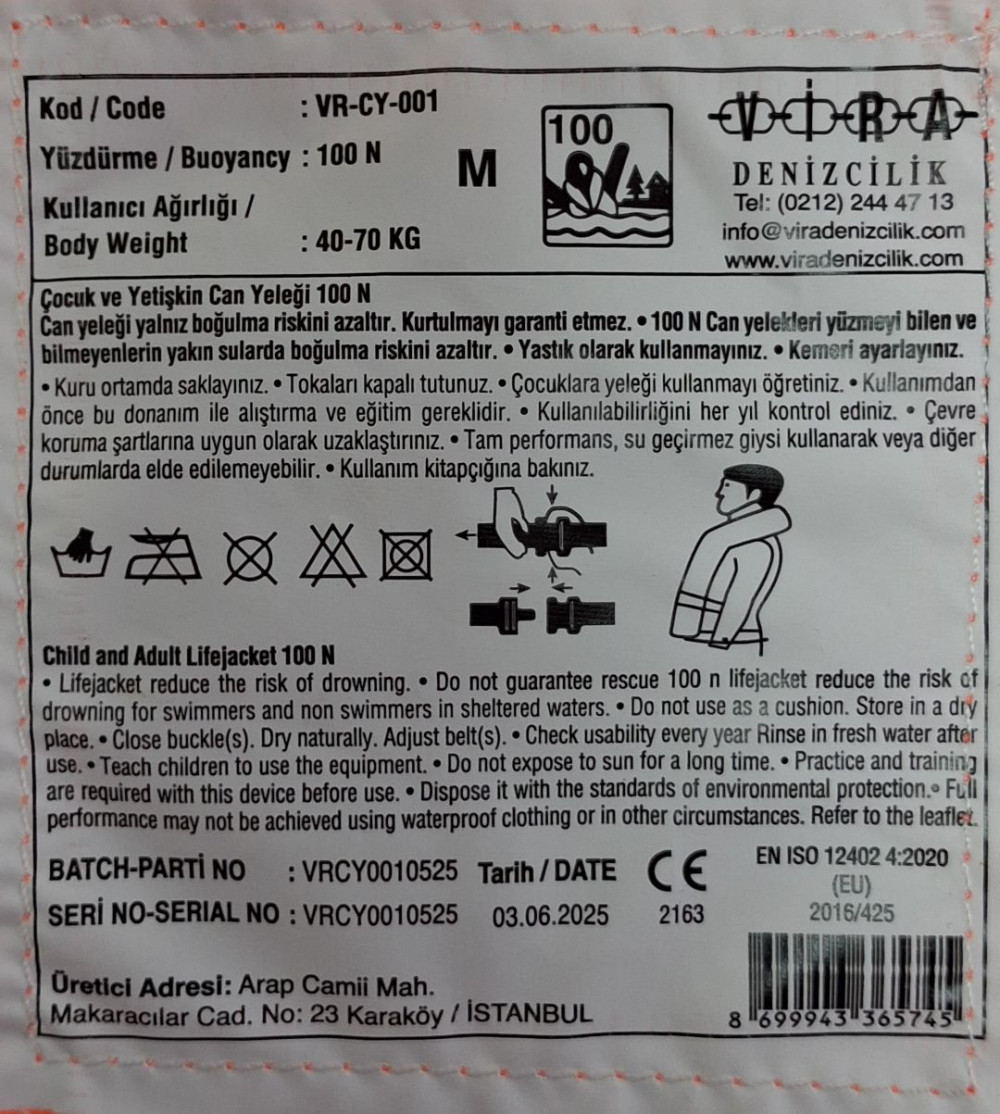 Kod / Code : VR-CY-001
Yüzdürme / Buoyancy : 100 N
Kullanıcı Ağırlığı /
Body Weight : 40-70 KG
M
100
VİRA
DENİZCİLİK
Tel: (0212) 244 47 13
info@viradenizcilik.com
www.viradenizcilik.com
Çocuk ve Yetişkin Can Yeleği 100 N
Can yeleği yalnız boğulma riskini azaltır. Kurtulmayı garanti etmez. • 100 N Can yelekleri yüzmeyi bilen ve
bilmeyenlerin yakın sularda boğulma riskini azaltır. • Yastık olarak kullanmayınız. • Kemeri ayarlayınız.
• Kuru ortamda saklayınız. • Tokaları kapalı tutunuz. • Çocuklara yeleği kullanmayı öğretiniz. • Kullanımdan
önce bu donanım ile alıştırma ve eğitim gereklidir. • Kullanılabilirliğini her yıl kontrol ediniz. • Çevre
koruma şartlarına uygun olarak uzaklaştırınız. • Tam performans, su geçirmez giysi kullanarak veya diğer
durumlarda elde edilemeyebilir. • Kullanım kitapçığına bakınız.
Child and Adult Lifejacket 100 N
• Lifejacket reduce the risk of drowning. • Do not guarantee rescue 100 n lifejacket reduce the risk of
drowning for swimmers and non swimmers in sheltered waters. • Do not use as a cushion. Store in a dry
place. • Close buckle(s). Dry naturally. Adjust belt(s). • Check usability every year Rinse in fresh water after
use. • Teach children to use the equipment. • Do not expose to sun for a long time. • Practice and training
are required with this device before use. • Dispose it with the standards of environmental protection.• Full
performance may not be achieved using waterproof clothing or in other circumstances. Refer to the leaflet.
BATCH-PARTİ NO : VRCY0010525
SERİ NO-SERIAL NO : VRCY0010525
Tarih / DATE
03.06.2025
CE
2163
EN ISO 12402 4:2020
(EU)
2016/425
Üretici Adresi: Arap Camii Mah.
Makaracılar Cad. No: 23 Karaköy / İSTANBUL
8 699943 365745